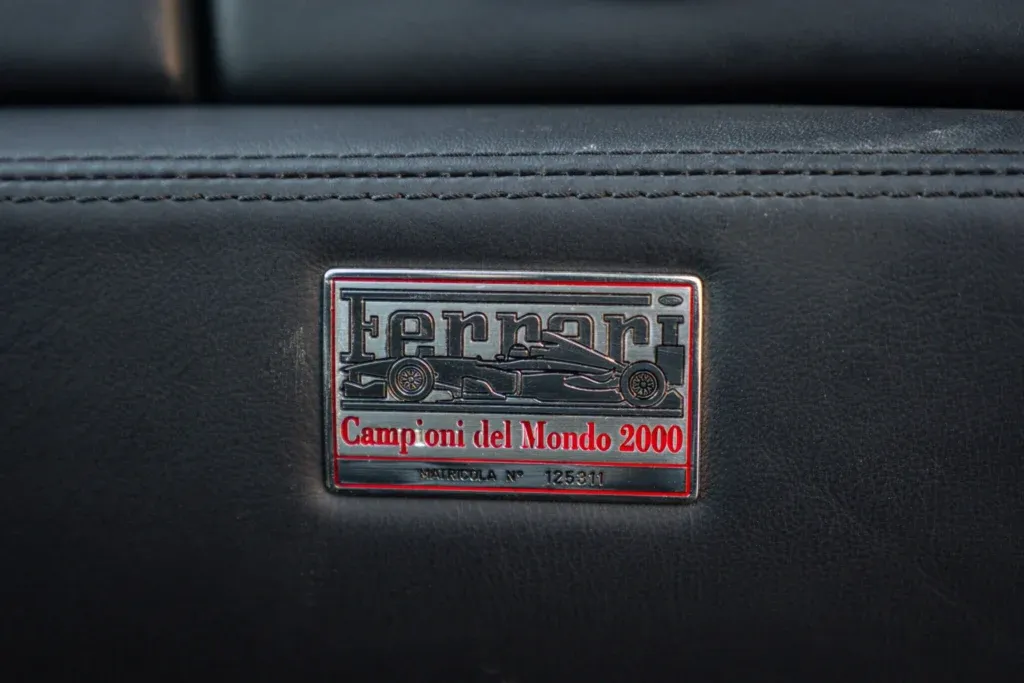 Ferrari
Campioni del Mondo 2000
MATRICOLA N° 125311